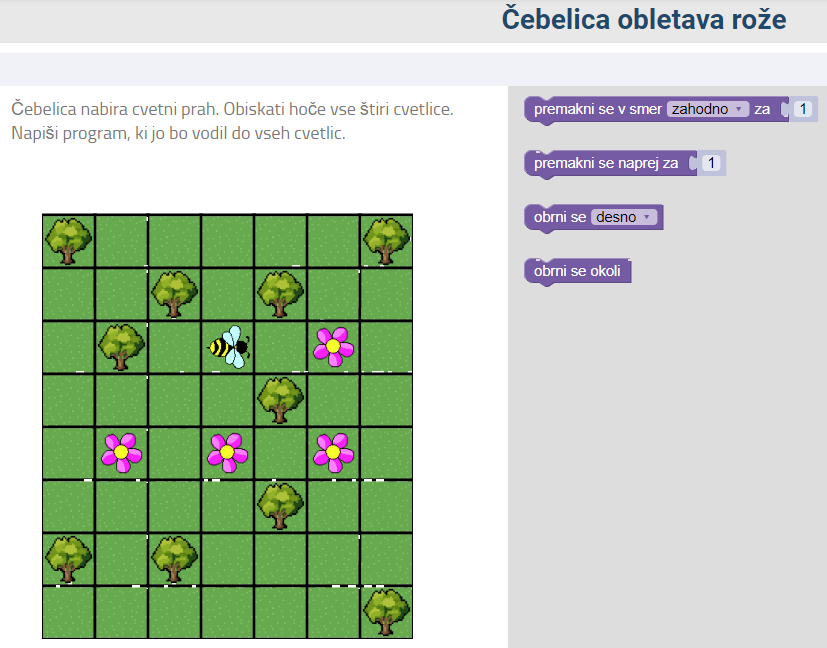 Čebelica obletava rože
Čebelica nabira cvetni prah. Obiskati hoče vse štiri cvetlice.
Napiši program, ki jo bo vodil do vseh cvetlic.
premakni se v smer zahodno za 1
premakni se naprej za 1
obrni se desno
obrni se okoli